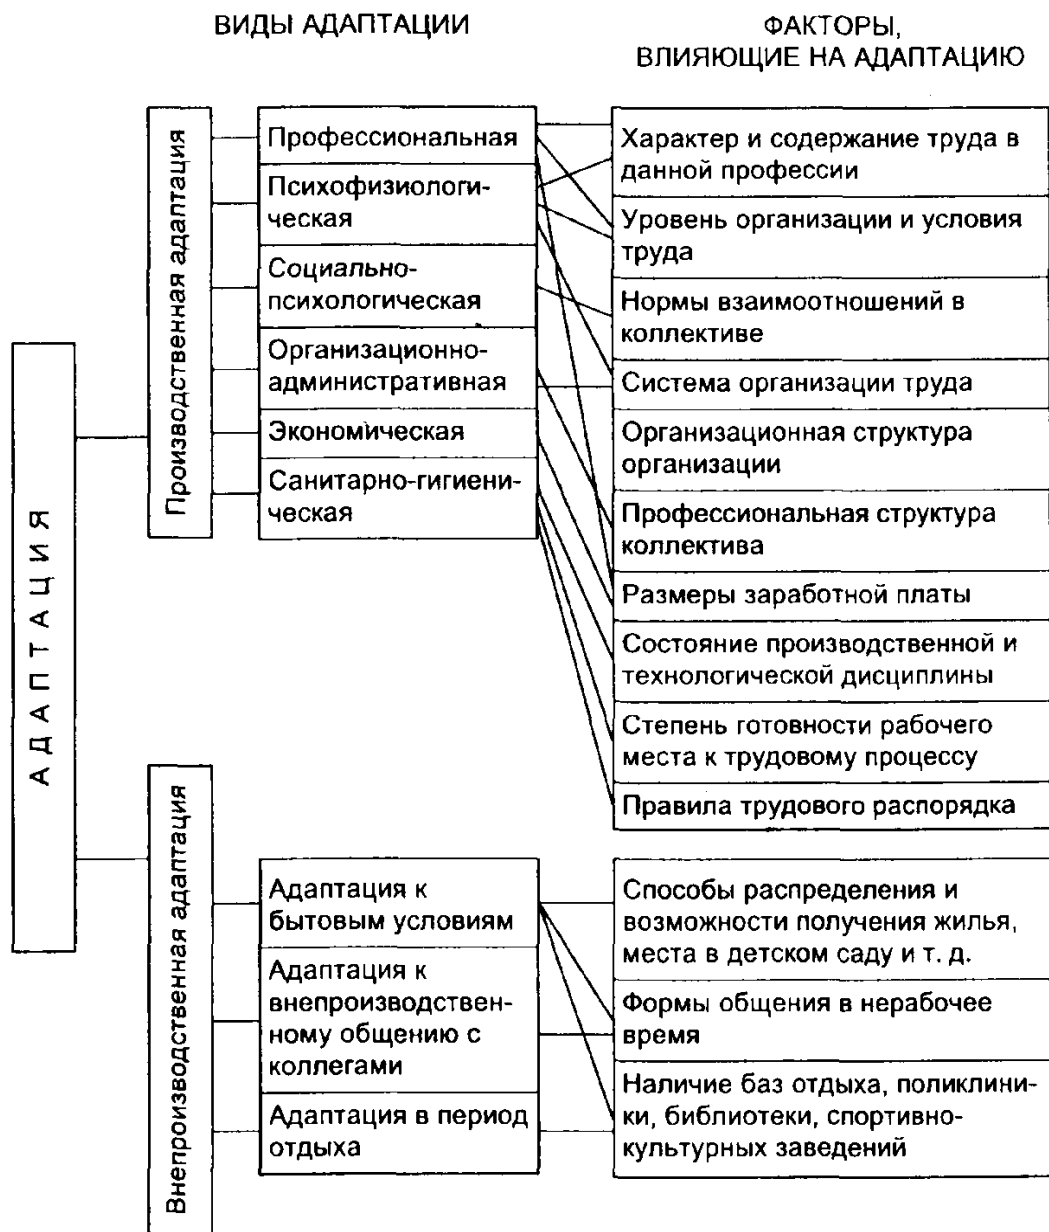 ВИДЫ АДАПТАЦИИ
ФАКТОРЫ,
ВЛИЯЮЩИЕ НА АДАПТАЦИЮ
АДАПТАЦИЯ
Производственная адаптация
Профессиональная
Психофизиологи-
ческая
Социально-
психологическая
Организационно-
административная
Экономическая
Санитарно-гигиени-
ческая
Характер и содержание труда в
данной профессии
Уровень организации и условия
труда
Нормы взаимоотношений в
коллективе
Система организации труда
Организационная структура
организации
Профессиональная структура
коллектива
Размеры заработной платы
Состояние производственной и
технологической дисциплины
Степень готовности рабочего
места к трудовому процессу
Правила трудового распорядка
Внепроизводственная адаптация
Адаптация к
бытовым условиям
Адаптация к
внепроизводствен-
ному общению с
коллегами
Адаптация в период
отдыха
Способы распределения и
возможности получения жилья,
места в детском саду и т. д.
Формы общения в нерабочее
время
Наличие баз отдыха, поликлини-
ки, библиотеки, спортивно-
культурных заведений